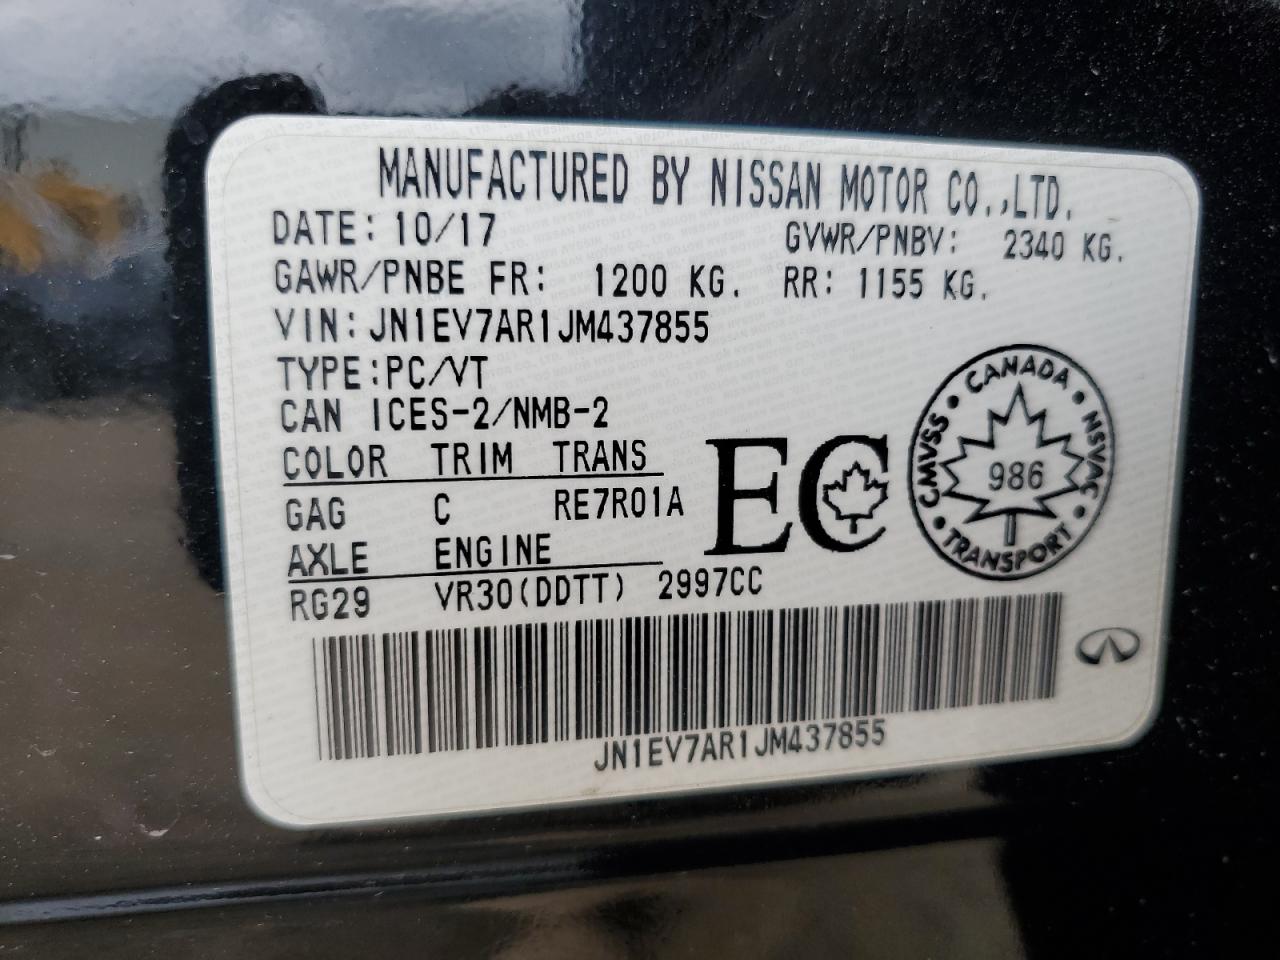 MANUFACTURED BY NISSAN MOTOR CO.,LTD.
DATE: 10/17 GVWR/PNBV: 2340 KG.
GAWR/PNBE FR: 1200 KG. RR: 1155 KG.
VIN: JN1EV7AR1JM437855
TYPE: PC/VT
CAN ICES-2/NMB-2
COLOR TRIM TRANS
GAG C RE7R01A
AXLE ENGINE
RG29 VR30(DDTT) 2997CC
EC
CANADA
CMVSS • NSVAC
986
TRANSPORT
JN1EV7AR1JM437855